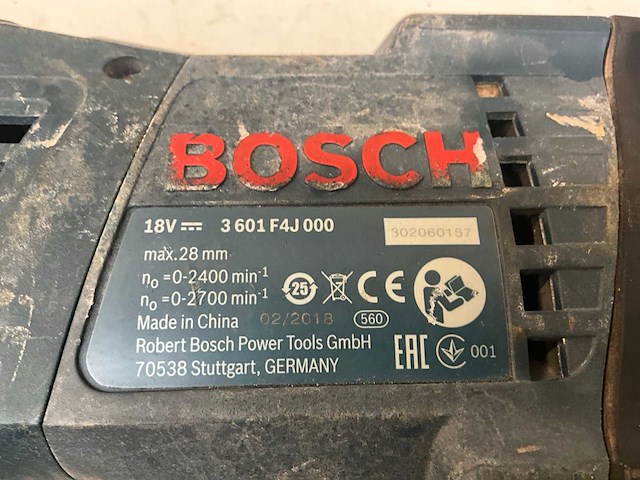 BOSCH
18V ⎓ 3 601 F4J 000 302060157
max.28 mm
n₀ =0-2400 min⁻¹
n₀ =0-2700 min⁻¹
25 CE
Made in China 02/2018 560
Robert Bosch Power Tools GmbH
70538 Stuttgart, GERMANY
EAC 001